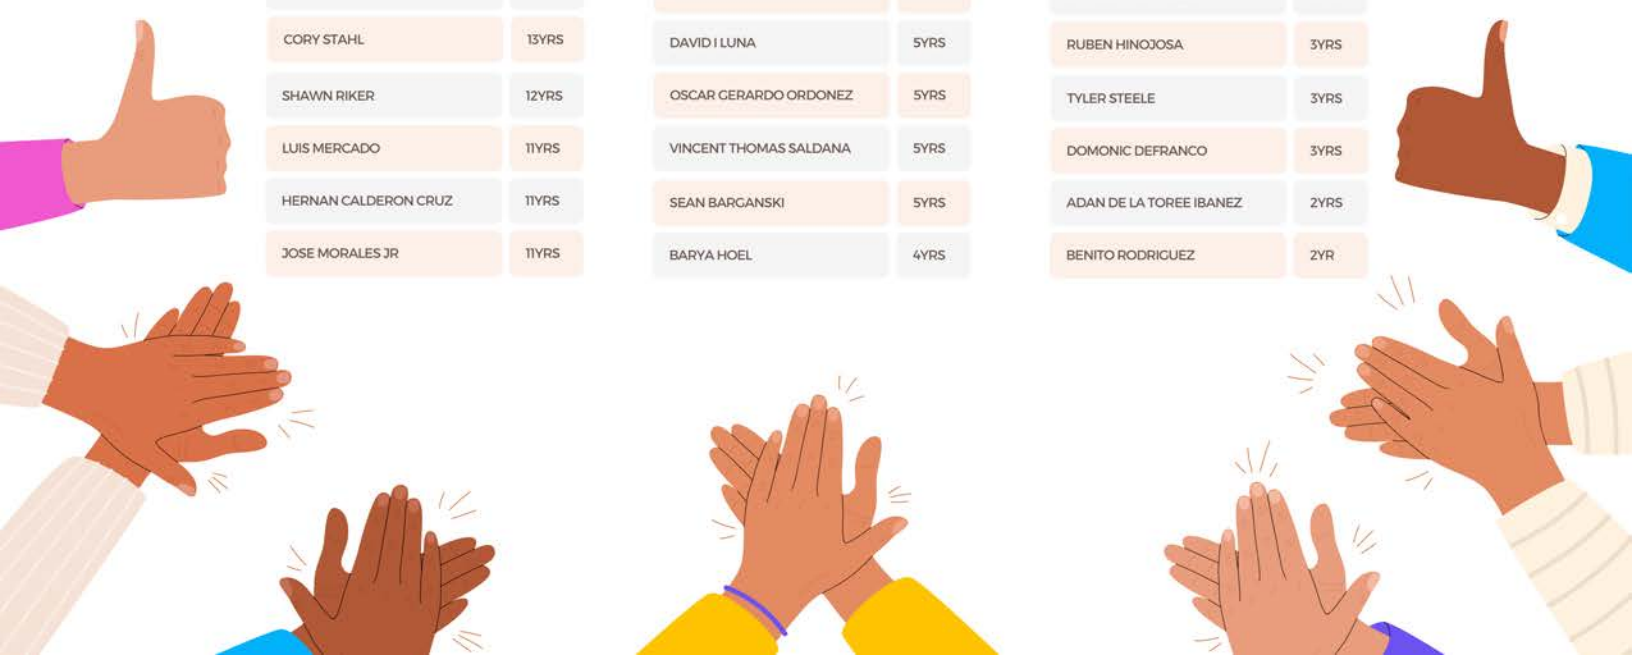 CORY STAHL 13YRS
SHAWN RIKER 12YRS
LUIS MERCADO 11YRS
HERNAN CALDERON CRUZ 11YRS
JOSE MORALES JR 11YRS
DAVID I LUNA 5YRS
OSCAR GERARDO ORDONEZ 5YRS
VINCENT THOMAS SALDANA 5YRS
SEAN BARGANSKI 5YRS
BARYA HOEL 4YRS
RUBEN HINOJOSA 3YRS
TYLER STEELE 3YRS
DOMONIC DEFRANCO 3YRS
ADAN DE LA TOREE IBANEZ 2YRS
BENITO RODRIGUEZ 2YR